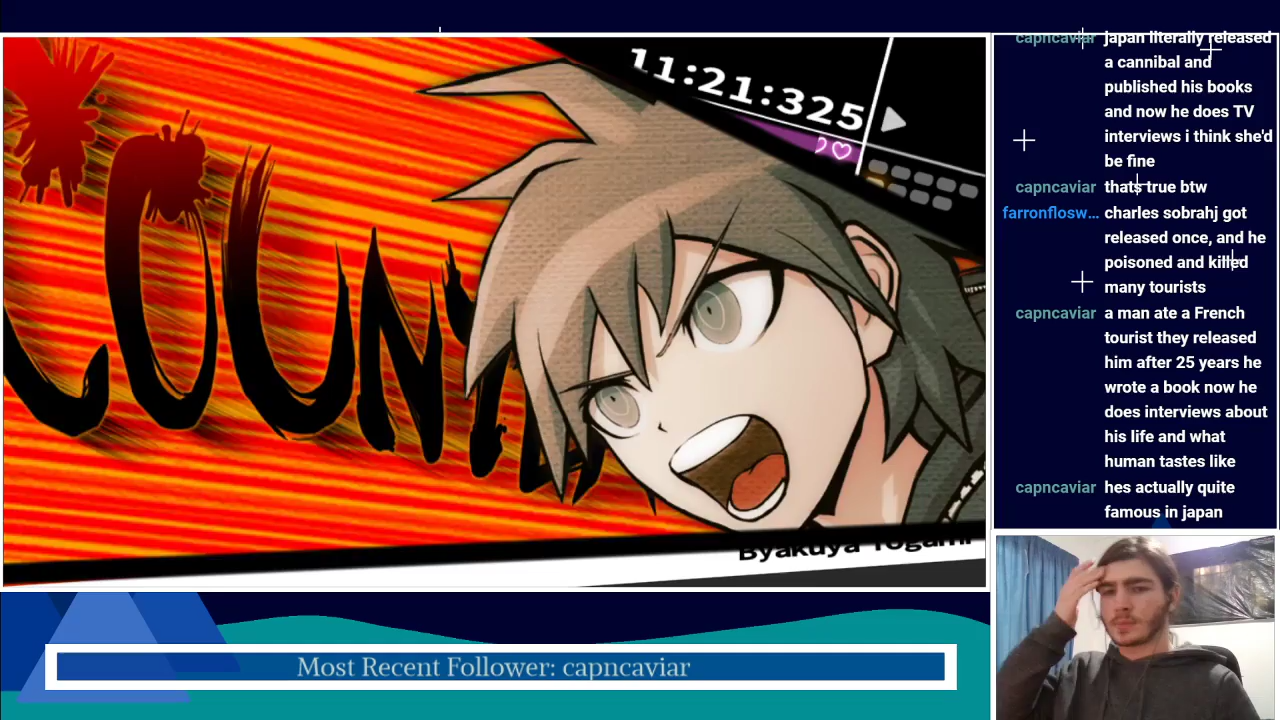 11:21:325
COUNTER
Byakuya Togami
capncaviar japan literally released
a cannibal and
published his books
and now he does TV
interviews i think she'd
be fine
capncaviar thats true btw
farronflosw... charles sobrahj got
released once, and he
poisoned and killed
many tourists
capncaviar a man ate a French
tourist they released
him after 25 years he
wrote a book now he
does interviews about
his life and what
human tastes like
capncaviar hes actually quite
famous in japan
Most Recent Follower: capncaviar